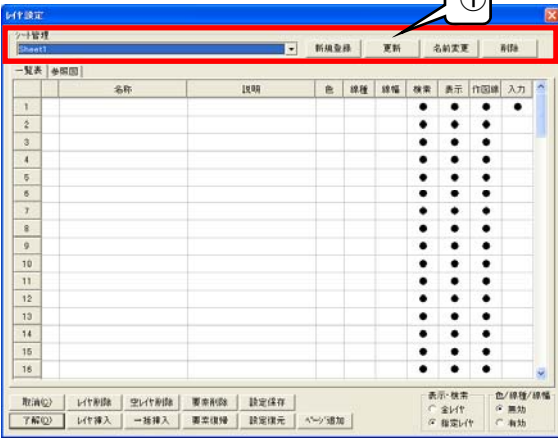 ①
レイヤ設定
シート管理
Sheet1 新規登録 更新 名前変更 削除
一覧表 参照図
名称 説明 色 線種 線幅 検索 表示 作図線 入力
1 ● ● ● ●
2 ● ● ●
3 ● ● ●
4 ● ● ●
5 ● ● ●
6 ● ● ●
7 ● ● ●
8 ● ● ●
9 ● ● ●
10 ● ● ●
11 ● ● ●
12 ● ● ●
13 ● ● ●
14 ● ● ●
15 ● ● ●
16 ● ● ●
取消(C) レイヤ削除 空レイヤ削除 要素削除 設定保存
了解(O) レイヤ挿入 一括挿入 要素復帰 設定復元 ページ追加
表示・検索
全レイヤ
指定レイヤ
色/線種/線幅
無効
有効